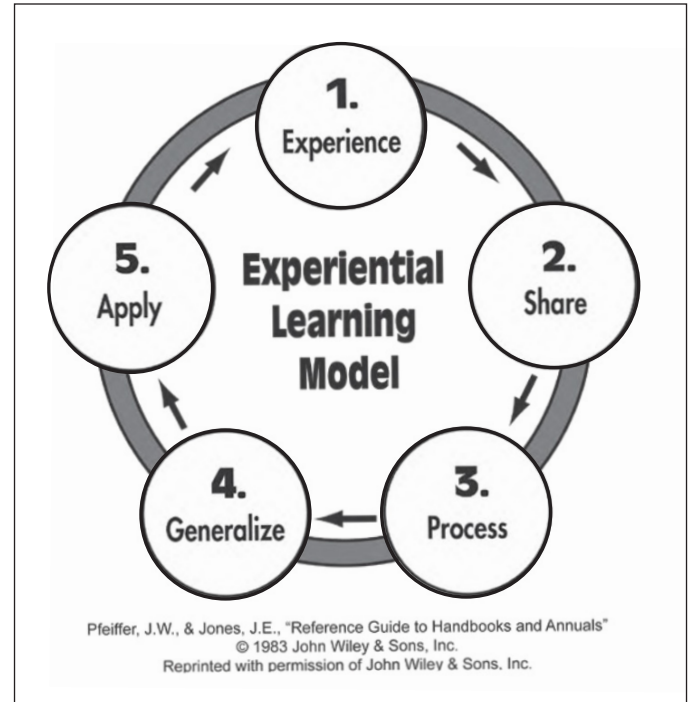 1.
Experience
2.
Share
3.
Process
4.
Generalize
5.
Apply
Experiential
Learning
Model
Pfeiffer, J.W., & Jones, J.E., “Reference Guide to Handbooks and Annuals”
© 1983 John Wiley & Sons, Inc.
Reprinted with permission of John Wiley & Sons, Inc.